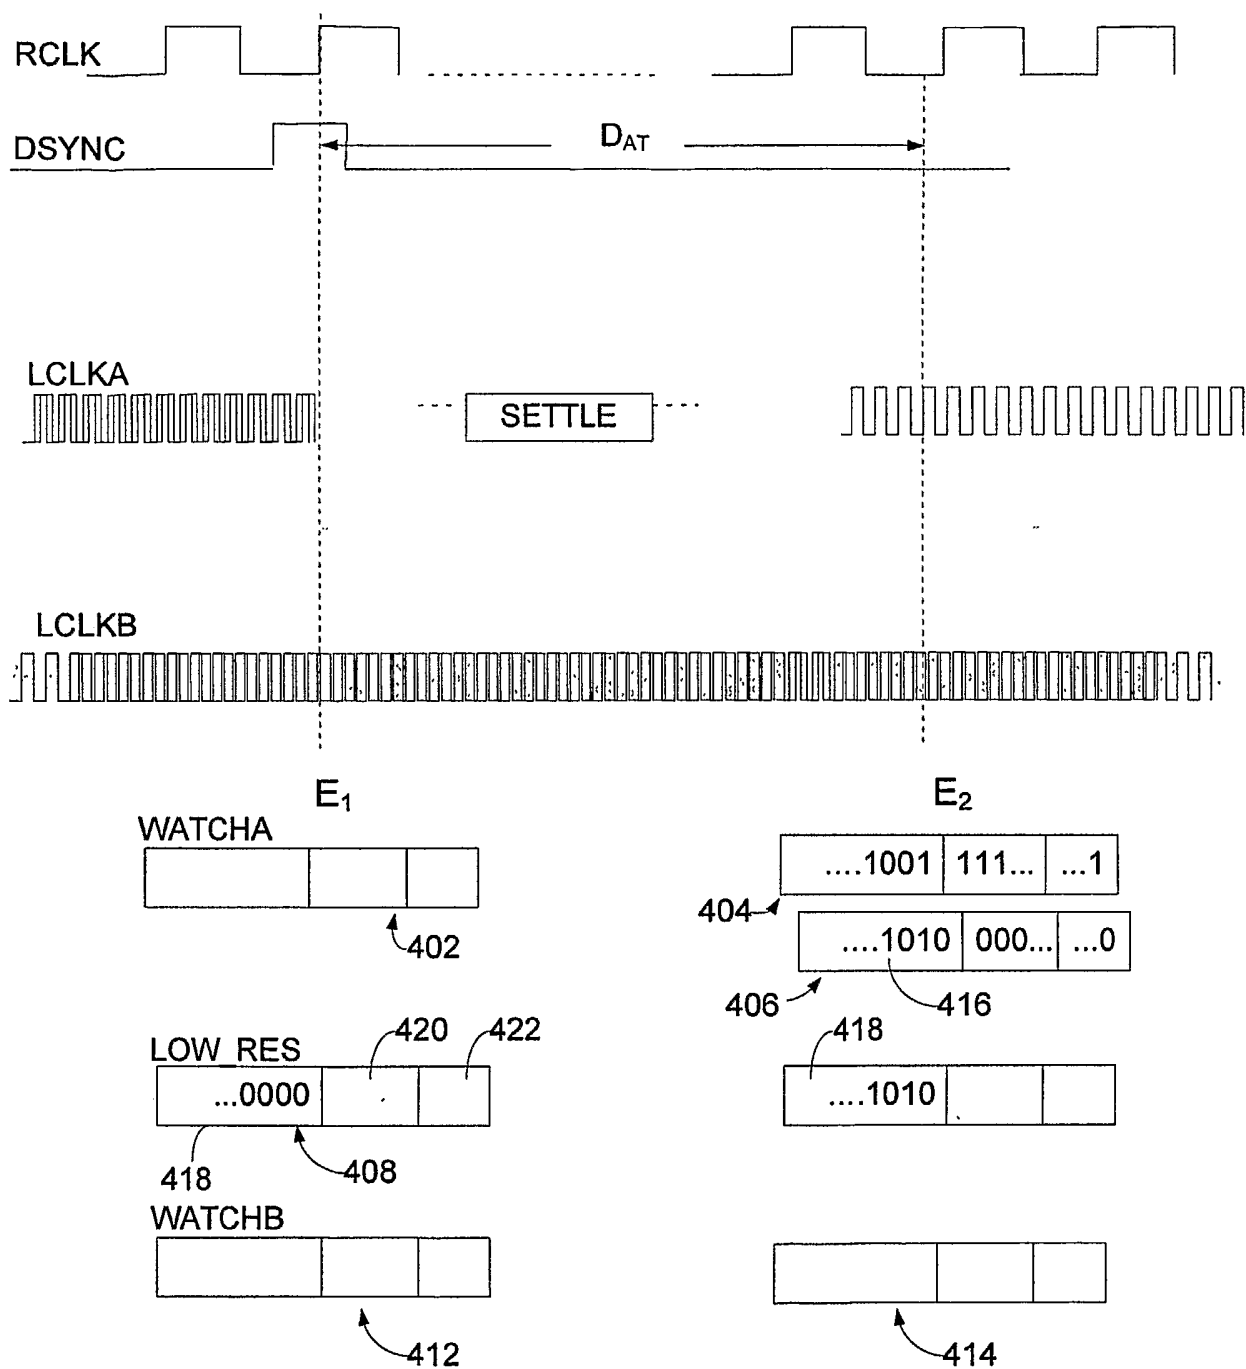 RCLK
DSYNC
D_AT
LCLKA
SETTLE
LCLKB
E₁
E₂
WATCHA
....1001 111... ...1
404
402
....1010 000... ...0
406
416
420
422
418
LOW_RES
...0000
....1010
418
408
WATCHB
412
414